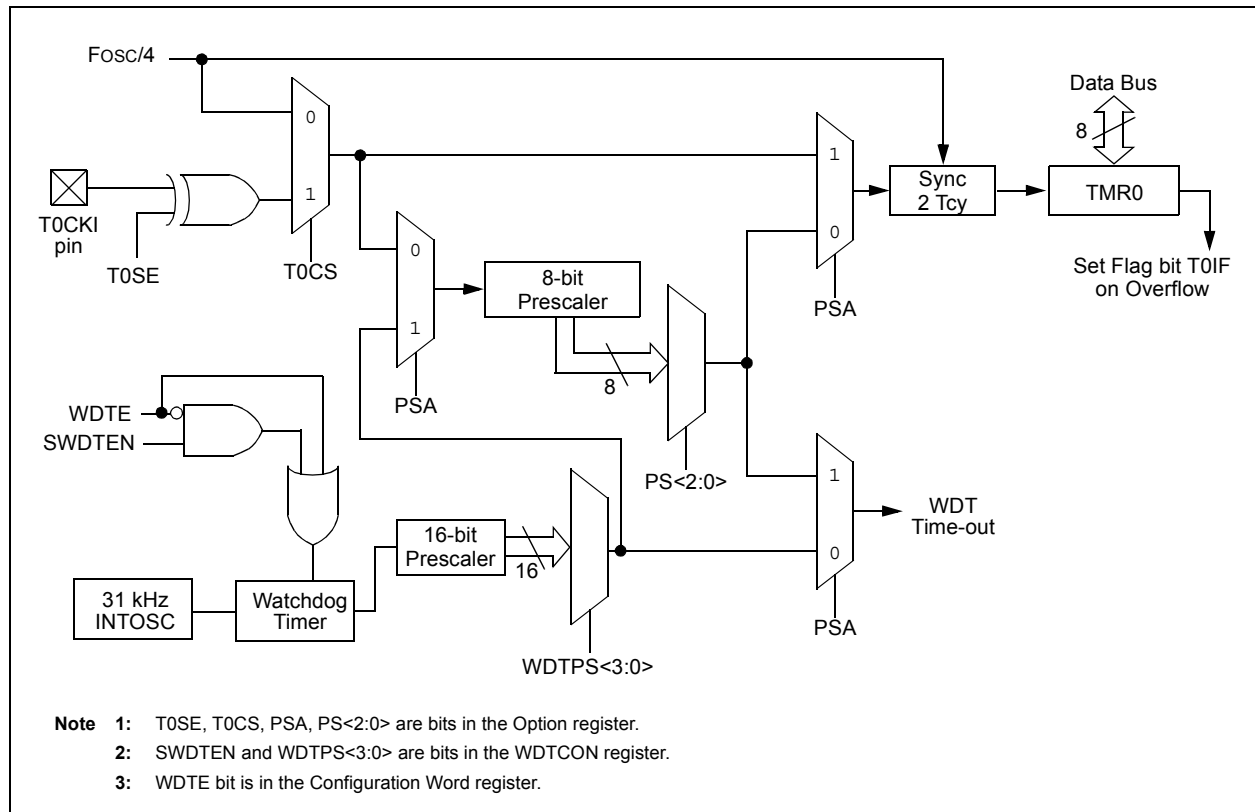 FOSC/4
Data Bus
8
0
1
T0CKI
pin
T0SE
T0CS
1
0
PSA
Sync
2 TCY
TMR0
Set Flag bit T0IF
on Overflow
0
1
PSA
8-bit
Prescaler
8
PS<2:0>
WDTE
SWDTEN
1
0
PSA
WDT
Time-out
16-bit
Prescaler
16
WDTPS<3:0>
31 kHz
INTOSC
Watchdog
Timer
Note 1: T0SE, T0CS, PSA, PS<2:0> are bits in the Option register.
2: SWDTEN and WDTPS<3:0> are bits in the WDTCON register.
3: WDTE bit is in the Configuration Word register.